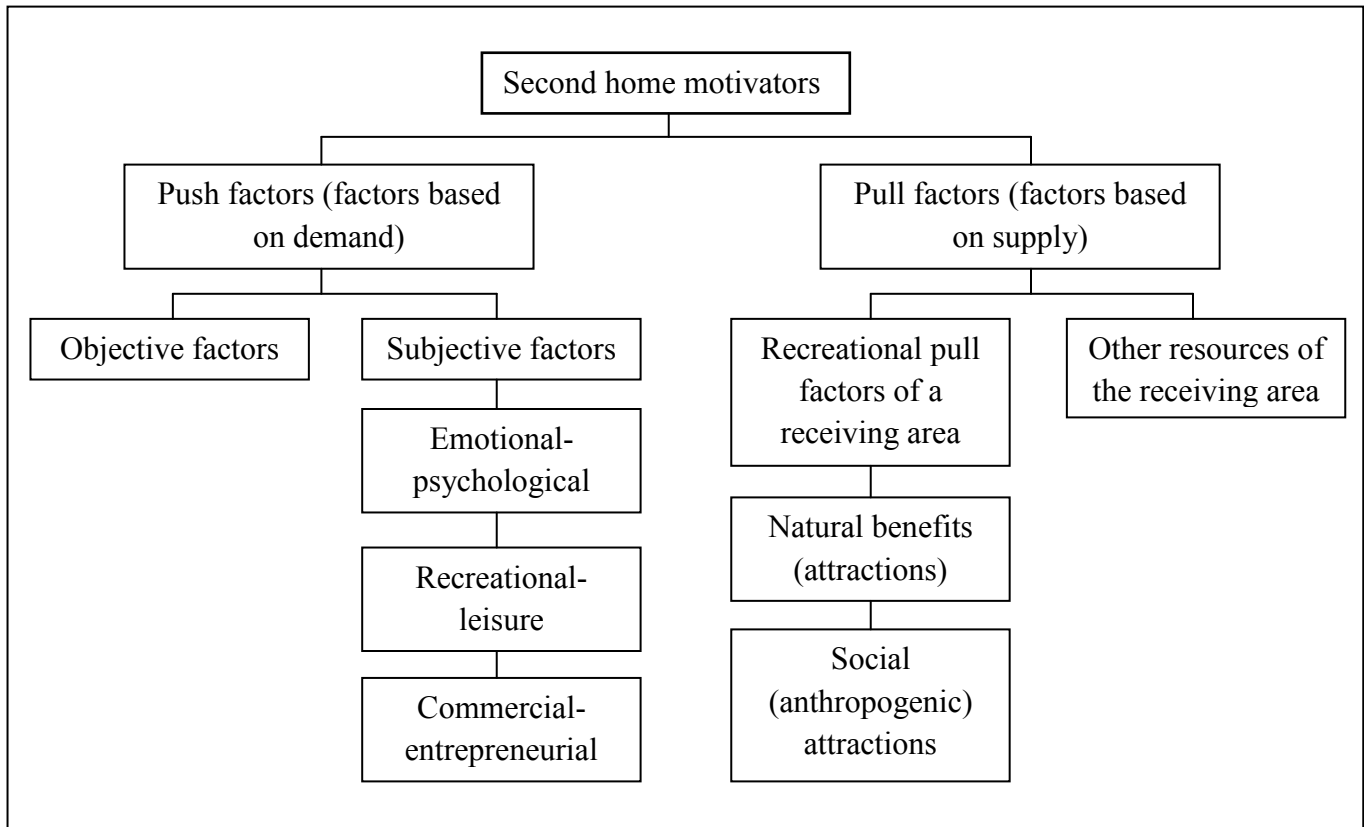 Second home motivators
Push factors (factors based
on demand)
Pull factors (factors based
on supply)
Objective factors
Subjective factors
Recreational pull
factors of a
receiving area
Other resources of
the receiving area
Emotional-
psychological
Natural benefits
(attractions)
Recreational-
leisure
Social
(anthropogenic)
attractions
Commercial-
entrepreneurial